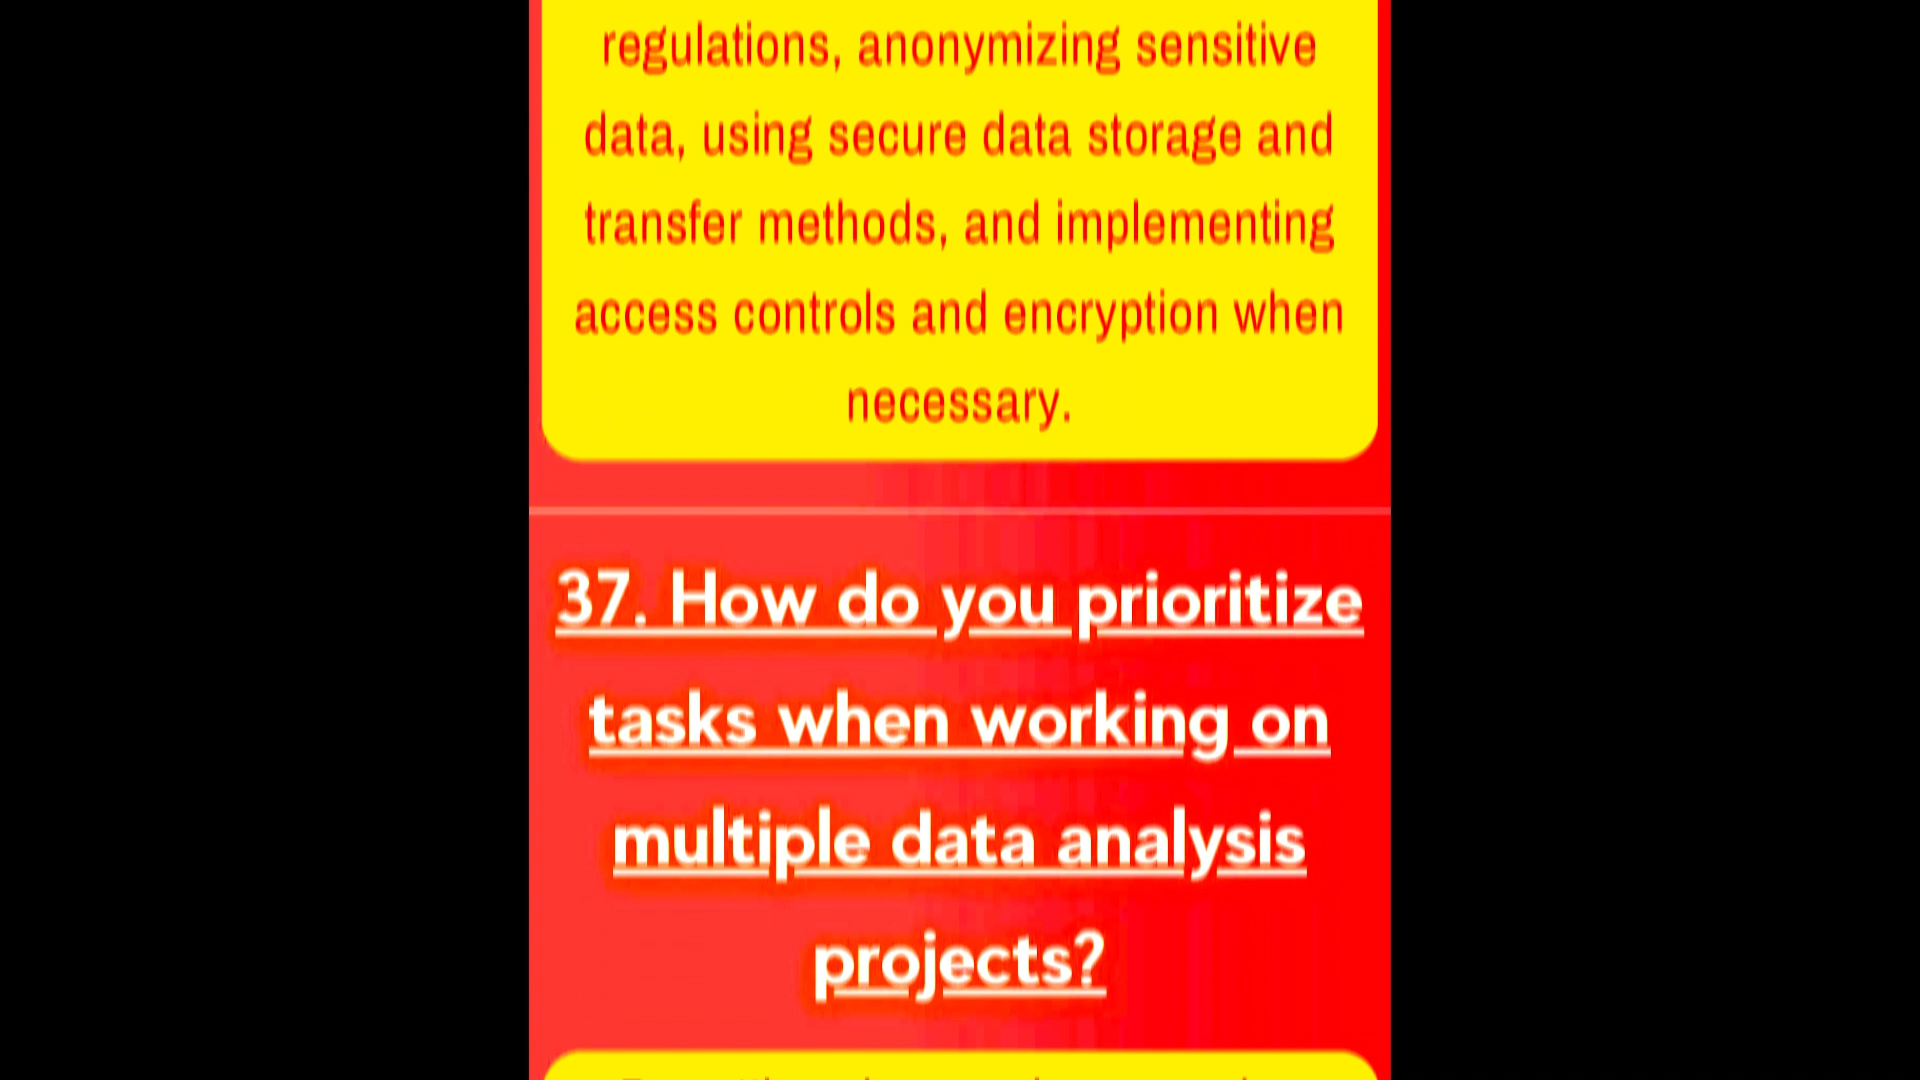 regulations, anonymizing sensitive
data, using secure data storage and
transfer methods, and implementing
access controls and encryption when
necessary.
37. How do you prioritize
tasks when working on
multiple data analysis
projects?